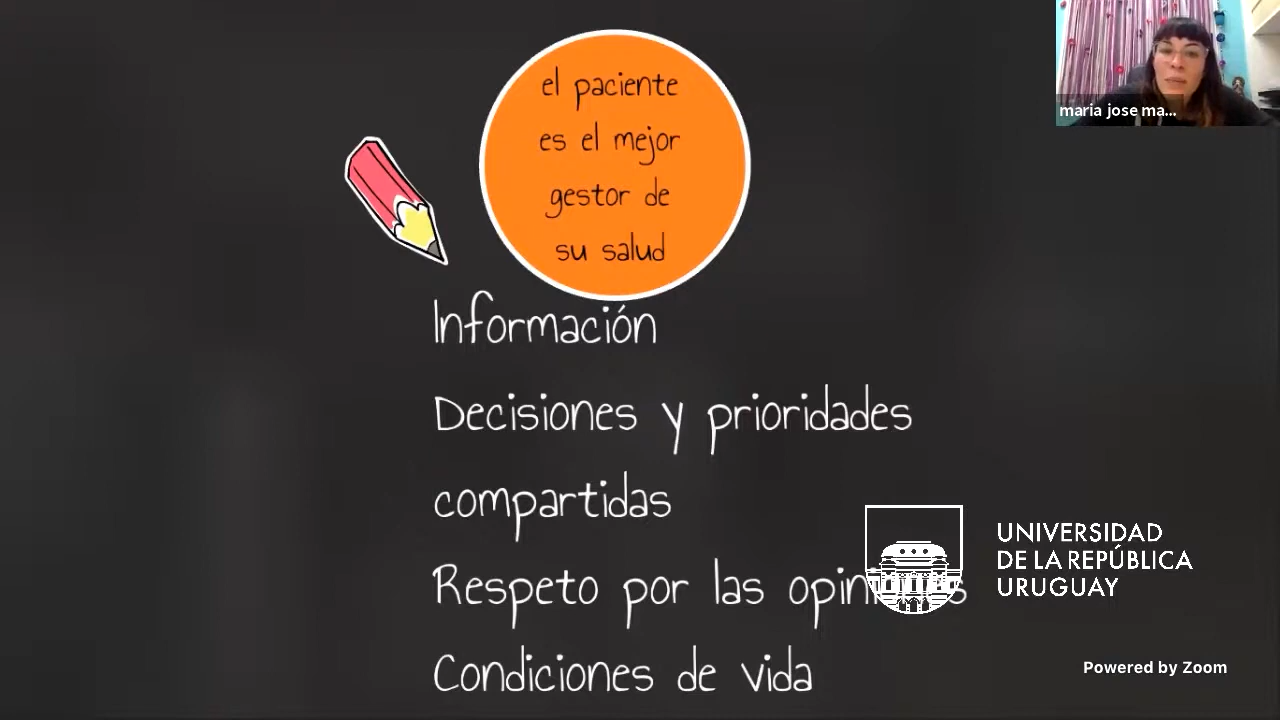 el paciente
es el mejor
gestor de
su salud
maria jose ma...
Información
Decisiones y prioridades
compartidas
Respeto por las opiniones
Condiciones de vida
UNIVERSIDAD
DE LA REPÚBLICA
URUGUAY
Powered by Zoom